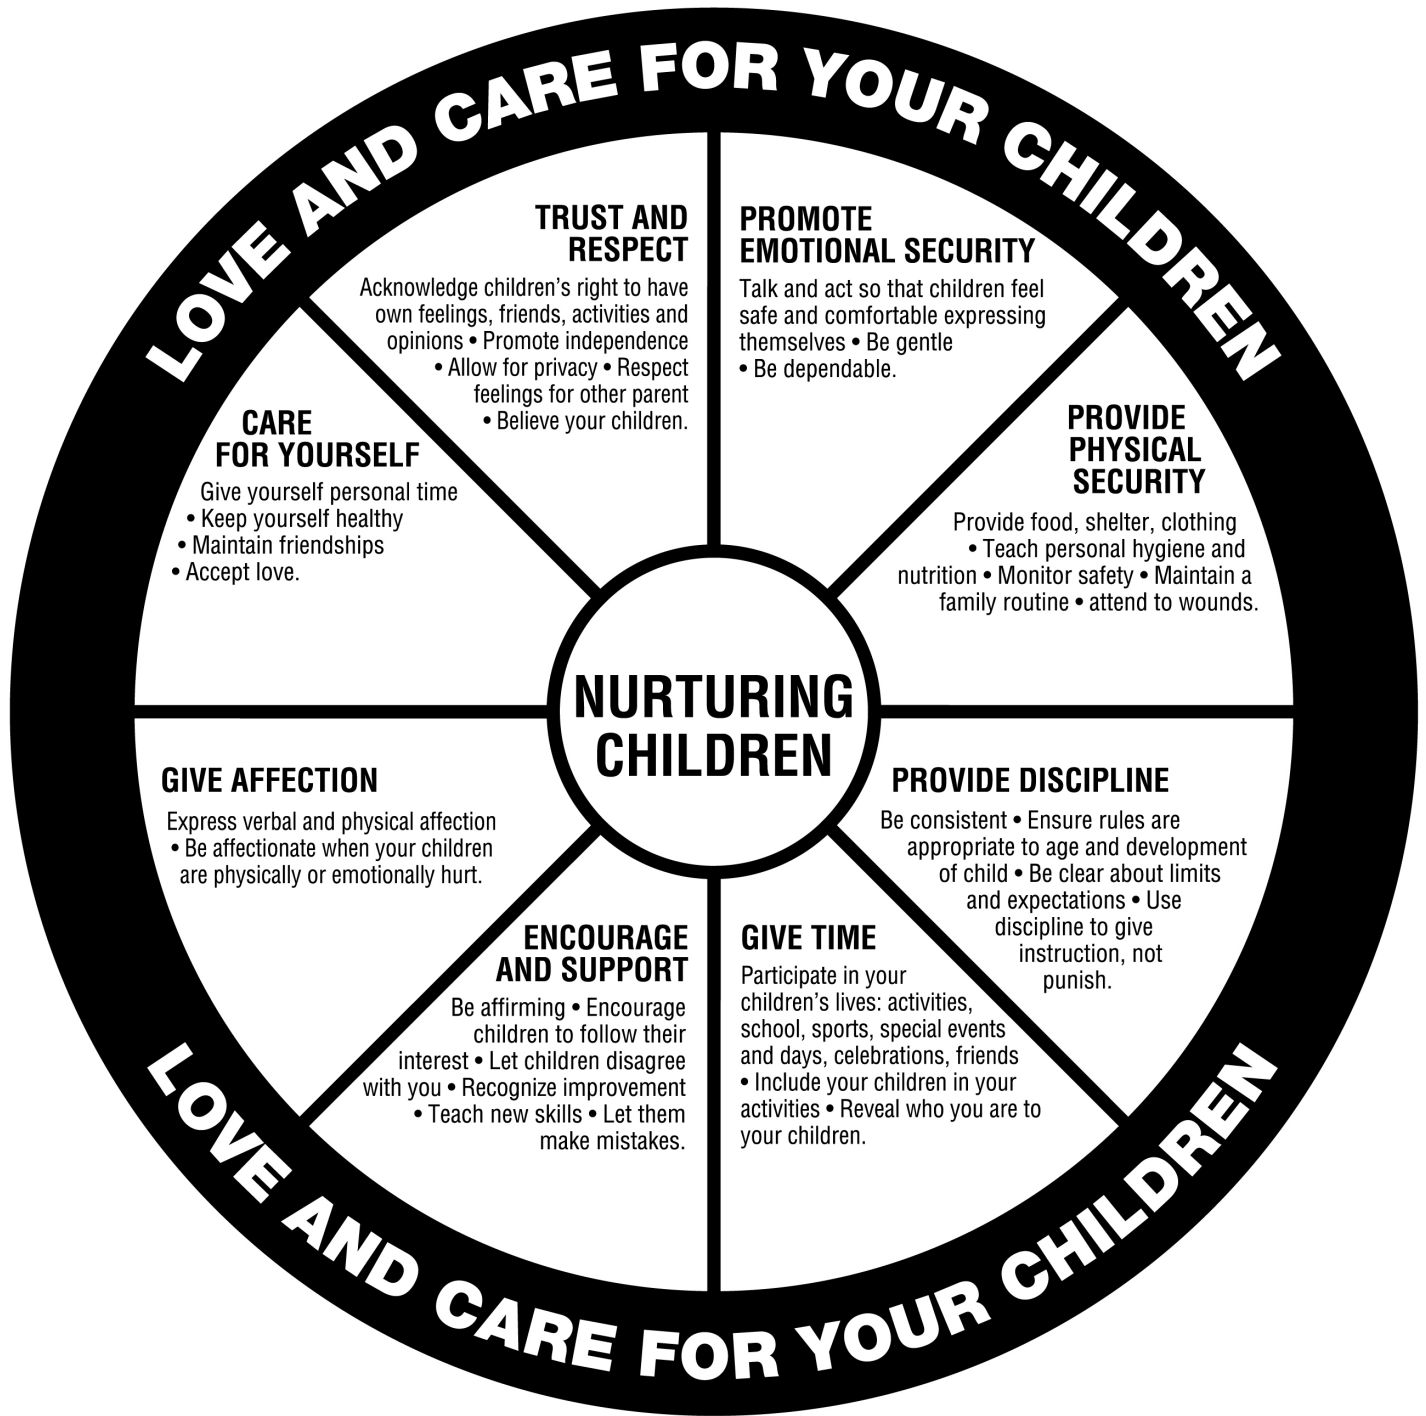 LOVE AND CARE FOR YOUR CHILDREN
TRUST AND
RESPECT
Acknowledge children's right to have
own feelings, friends, activities and
opinions • Promote independence
• Allow for privacy • Respect
feelings for other parent
• Believe your children.
PROMOTE
EMOTIONAL SECURITY
Talk and act so that children feel
safe and comfortable expressing
themselves • Be gentle
• Be dependable.
CARE
FOR YOURSELF
Give yourself personal time
• Keep yourself healthy
• Maintain friendships
• Accept love.
PROVIDE
PHYSICAL
SECURITY
Provide food, shelter, clothing
• Teach personal hygiene and
nutrition • Monitor safety • Maintain a
family routine • attend to wounds.
NURTURING
CHILDREN
GIVE AFFECTION
Express verbal and physical affection
• Be affectionate when your children
are physically or emotionally hurt.
PROVIDE DISCIPLINE
Be consistent • Ensure rules are
appropriate to age and development
of child • Be clear about limits
and expectations • Use
discipline to give
instruction, not
punish.
ENCOURAGE
AND SUPPORT
Be affirming • Encourage
children to follow their
interest • Let children disagree
with you • Recognize improvement
• Teach new skills • Let them
make mistakes.
GIVE TIME
Participate in your
children's lives: activities,
school, sports, special events
and days, celebrations, friends
• Include your children in your
activities • Reveal who you are to
your children.
LOVE AND CARE FOR YOUR CHILDREN